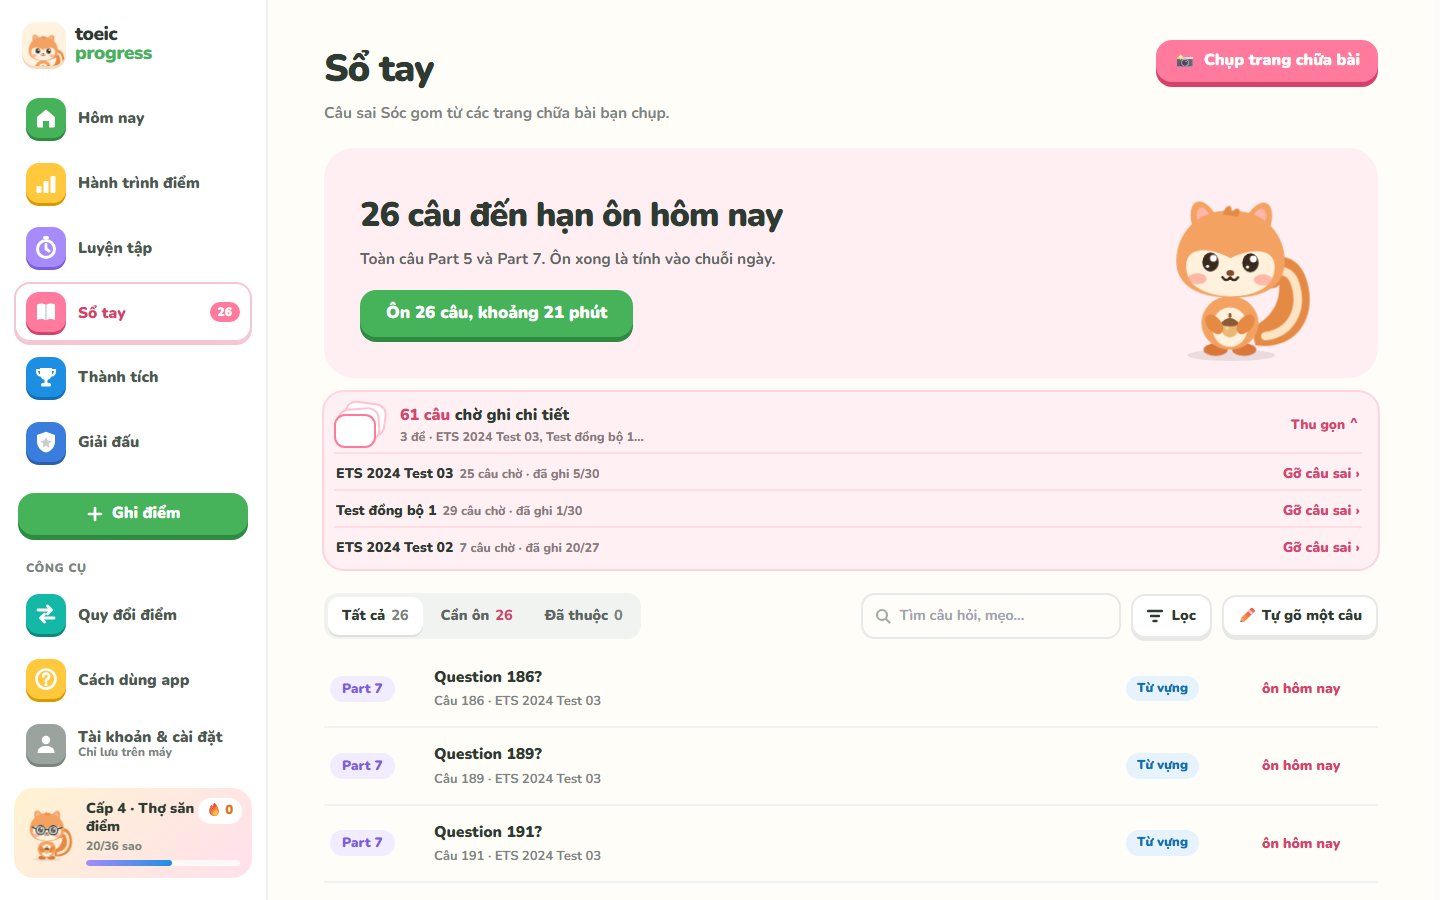 toeic
progress
Hôm nay
Hành trình điểm
Luyện tập
Sổ tay
26
Thành tích
Giải đấu
+ Ghi điểm
CÔNG CỤ
Quy đổi điểm
Cách dùng app
Tài khoản & cài đặt
Chỉ lưu trên máy
Cấp 4 · Thợ săn điểm
0
20/36 sao
Sổ tay
Câu sai Sóc gom từ các trang chữa bài bạn chụp.
Chụp trang chữa bài
26 câu đến hạn ôn hôm nay
Toàn câu Part 5 và Part 7. Ôn xong là tính vào chuỗi ngày.
Ôn 26 câu, khoảng 21 phút
61 câu chờ ghi chi tiết
3 đề · ETS 2024 Test 03, Test đồng bộ 1...
Thu gọn ^
ETS 2024 Test 03 25 câu chờ · đã ghi 5/30
Gỡ câu sai ›
Test đồng bộ 1 29 câu chờ · đã ghi 1/30
Gỡ câu sai ›
ETS 2024 Test 02 7 câu chờ · đã ghi 20/27
Gỡ câu sai ›
Tất cả 26
Cần ôn 26
Đã thuộc 0
Tìm câu hỏi, mẹo...
Lọc
Tự gõ một câu
Part 7
Question 186?
Câu 186 · ETS 2024 Test 03
Từ vựng
ôn hôm nay
Part 7
Question 189?
Câu 189 · ETS 2024 Test 03
Từ vựng
ôn hôm nay
Part 7
Question 191?
Câu 191 · ETS 2024 Test 03
Từ vựng
ôn hôm nay